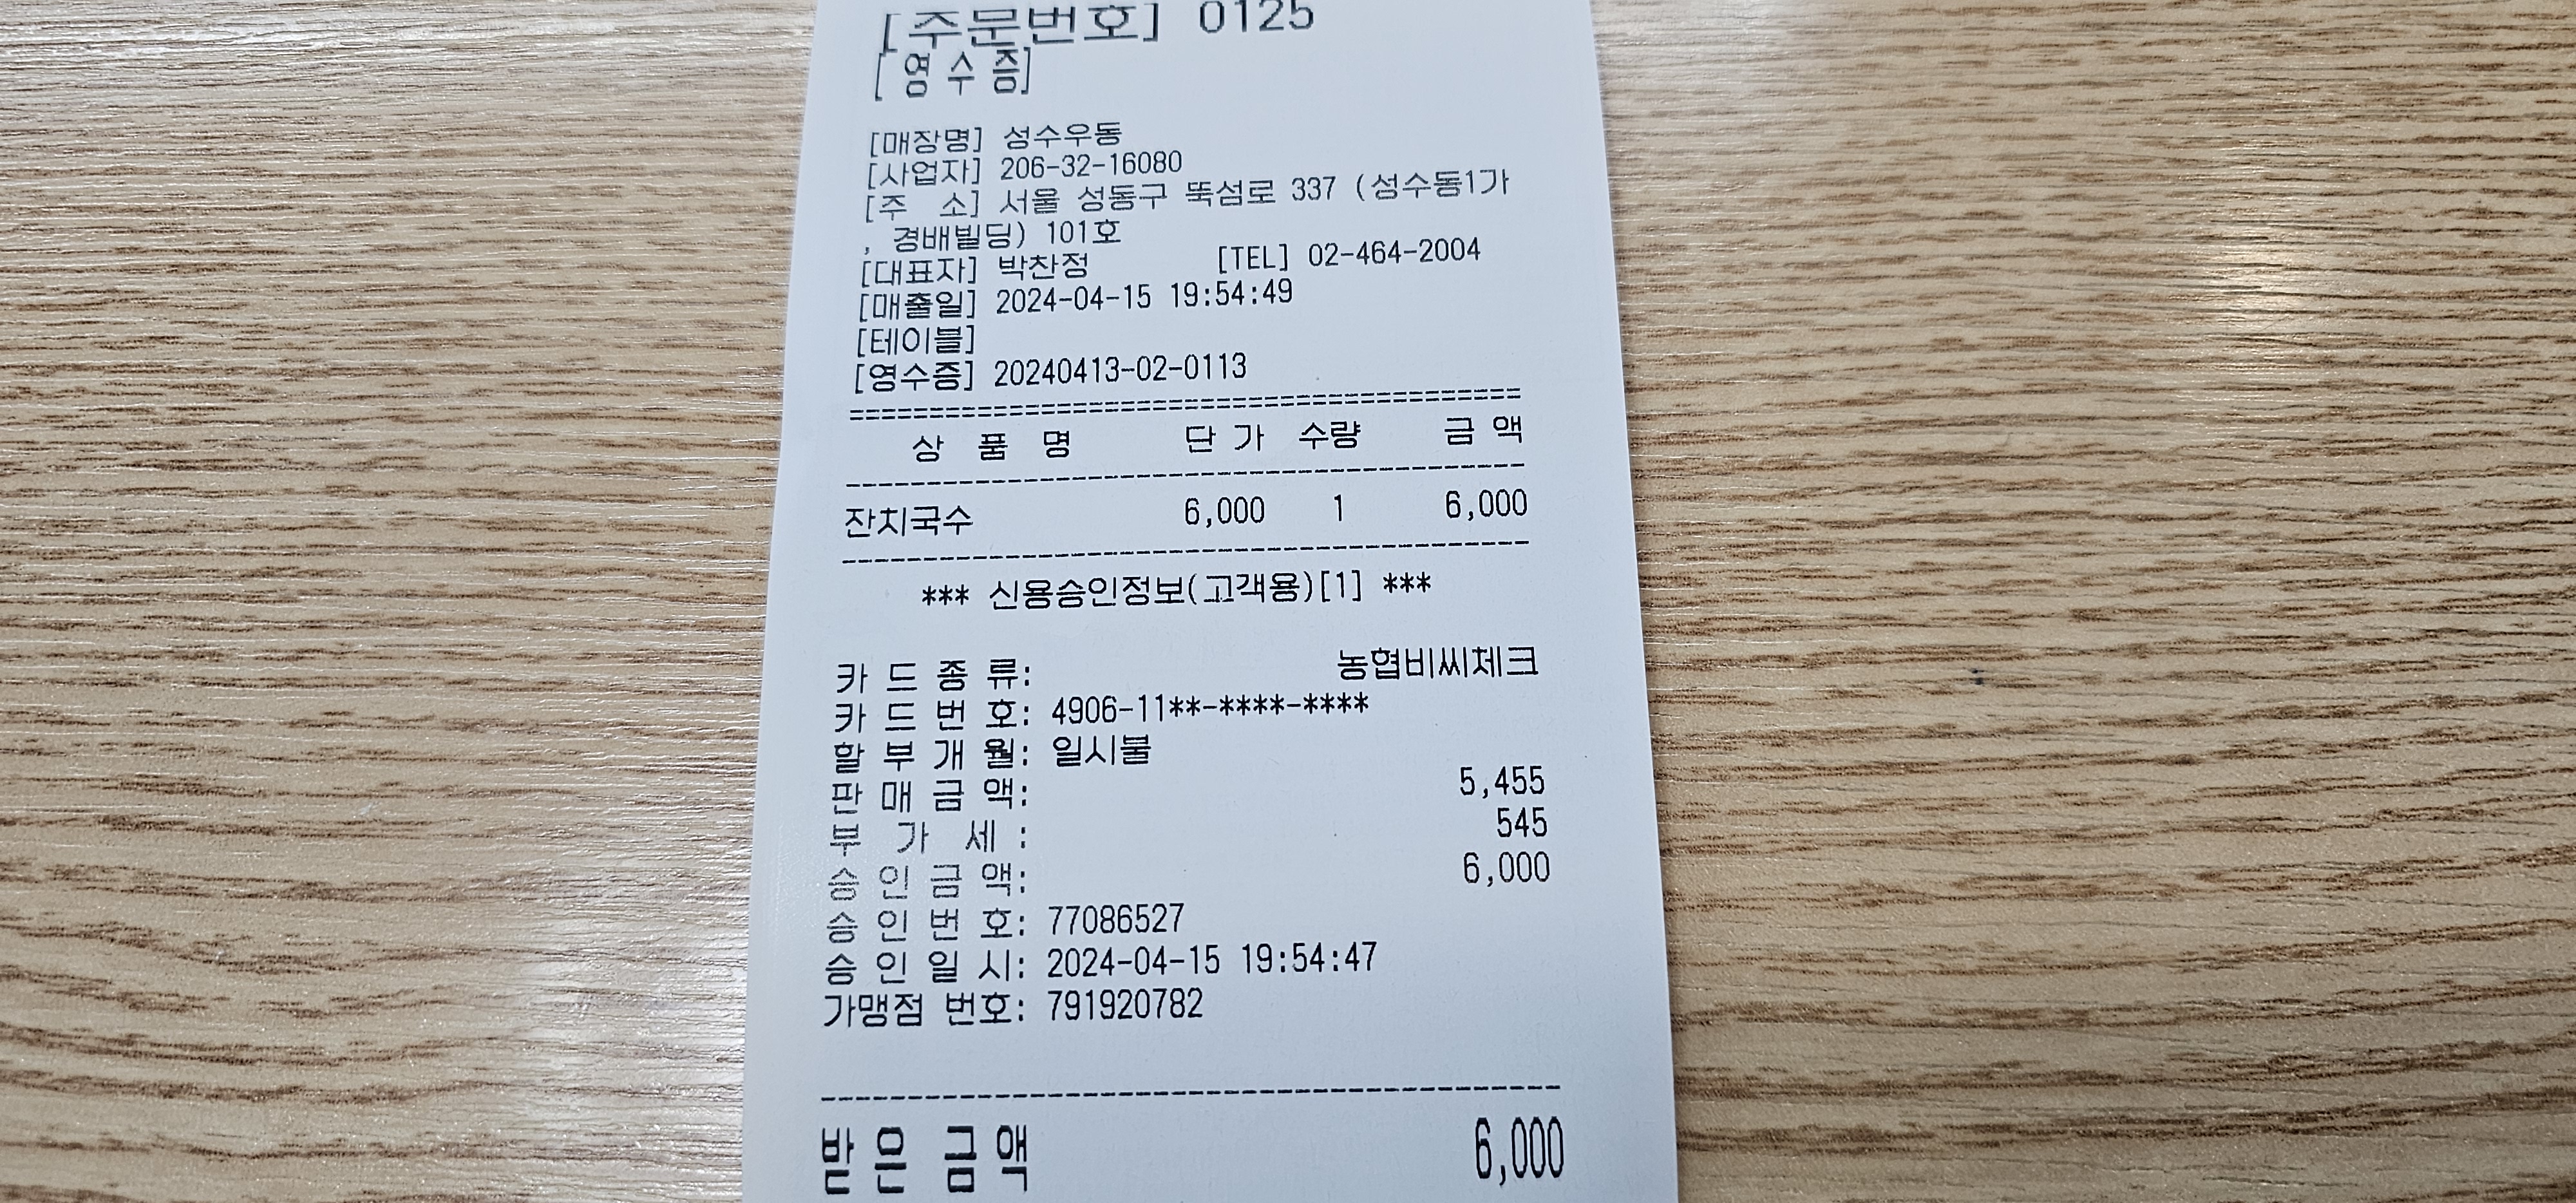 [주문번호] 0125
[ 영 수 증]
[매장명] 성수우동
[사업자] 206-32-16080
[주 소] 서울 성동구 뚝섬로 337 (성수동1가
, 경배빌딩) 101호
[대표자] 박찬정 [TEL] 02-464-2004
[매출일] 2024-04-15 19:54:49
[테이블]
[영수증] 20240413-02-0113
==========================================
상 품 명 단 가 수량 금 액
------------------------------------------
잔치국수 6,000 1 6,000
------------------------------------------
*** 신용승인정보(고객용)[1] ***
카 드 종 류: 농협비씨체크
카 드 번 호: 4906-11**-****-****
할 부 개 월: 일시불
판 매 금 액: 5,455
부 가 세 : 545
승 인 금 액: 6,000
승 인 번 호: 77086527
승 인 일 시: 2024-04-15 19:54:47
가맹점 번호: 791920782
------------------------------------------
받 은 금 액 6,000